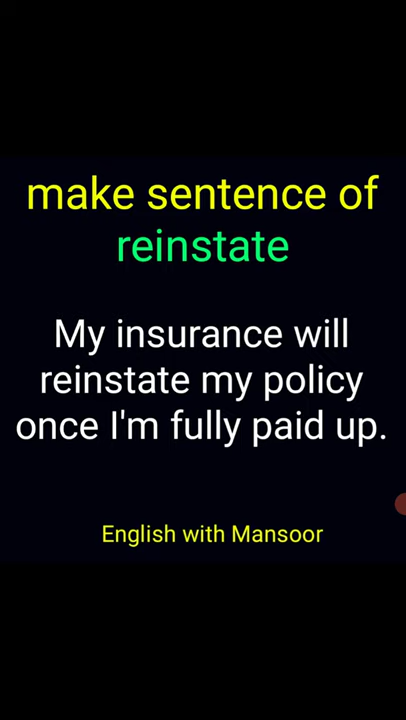 make sentence of
reinstate
My insurance will
reinstate my policy
once I'm fully paid up.
English with Mansoor